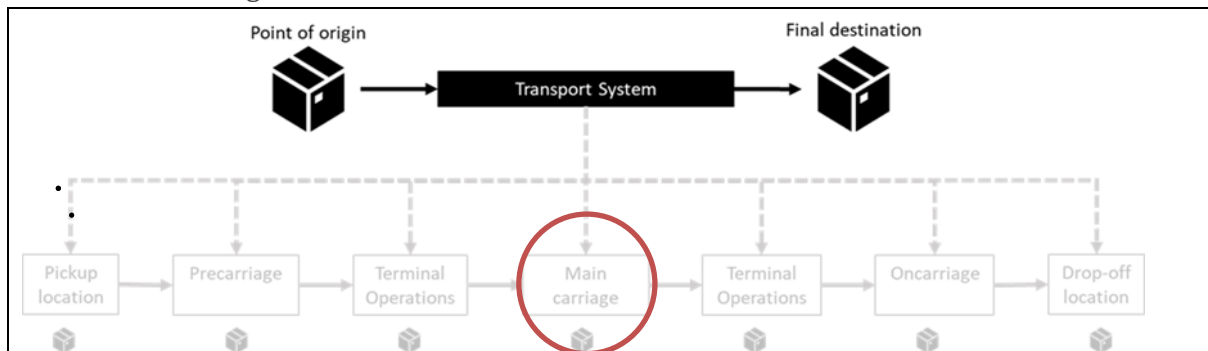 Point of origin
Final destination
Transport System
Pickup
location
Precarriage
Terminal
Operations
Main
carriage
Terminal
Operations
Oncarriage
Drop-off
location